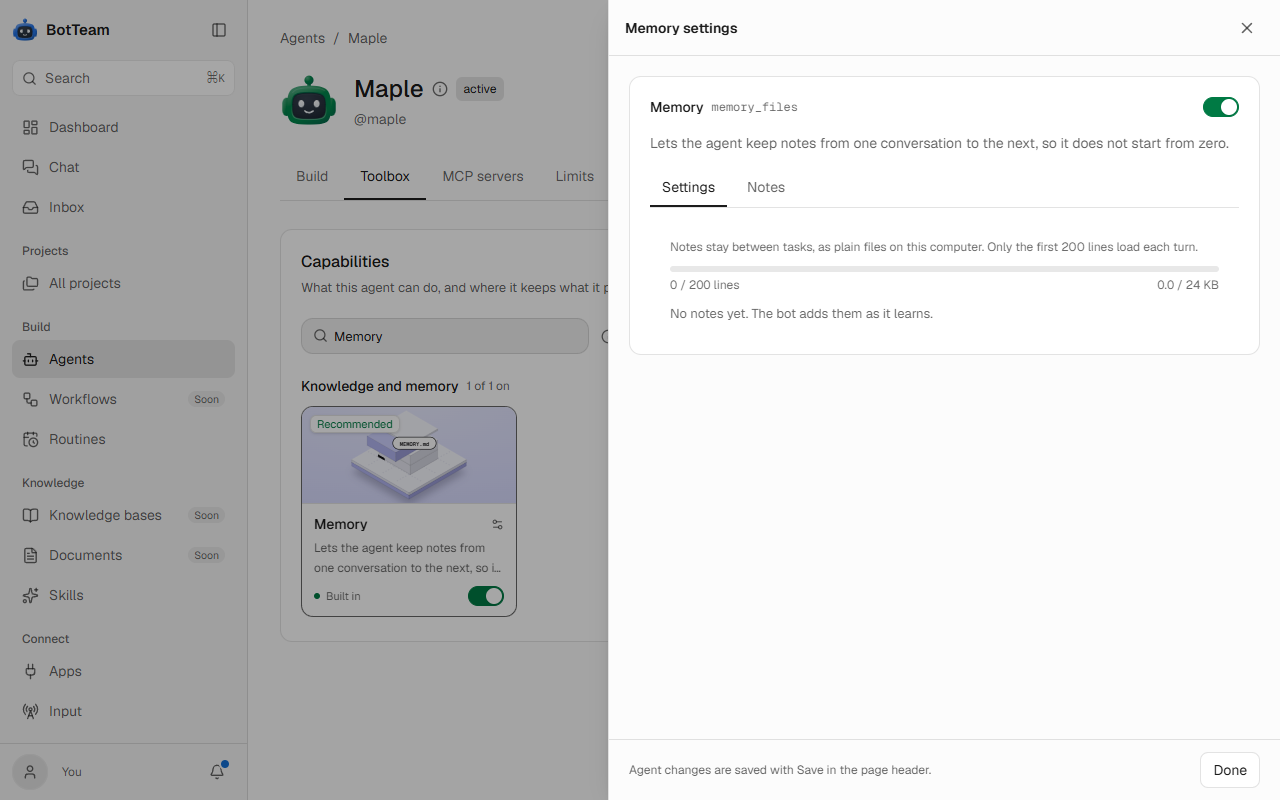 BotTeam
Search
⌘K
Dashboard
Chat
Inbox
Projects
All projects
Build
Agents
Workflows
Soon
Routines
Knowledge
Knowledge bases
Soon
Documents
Soon
Skills
Connect
Apps
Input
You
Agents / Maple
Maple
active
@maple
Build
Toolbox
MCP servers
Limits
Capabilities
What this agent can do, and where it keeps what it
Memory
Knowledge and memory
1 of 1 on
Recommended
MEMORY.md
Memory
Lets the agent keep notes from
one conversation to the next, so i...
Built in
Memory settings
Memory memory_files
Lets the agent keep notes from one conversation to the next, so it does not start from zero.
Settings
Notes
Notes stay between tasks, as plain files on this computer. Only the first 200 lines load each turn.
0 / 200 lines
0.0 / 24 KB
No notes yet. The bot adds them as it learns.
Agent changes are saved with Save in the page header.
Done